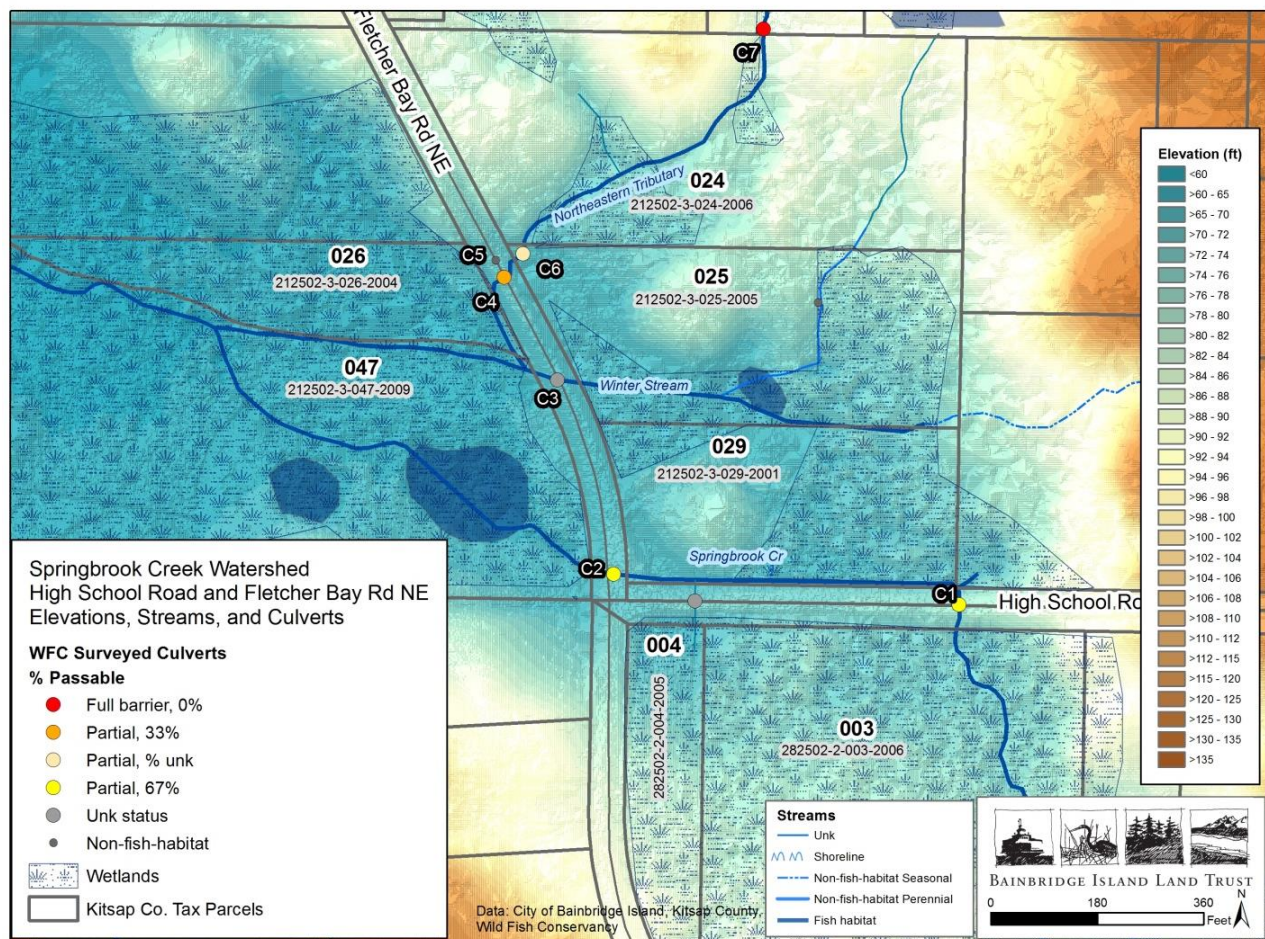 Fletcher Bay Rd NE
C7
Northeastern Tributary
024
212502-3-024-2006
C5
C6
026
212502-3-026-2004
025
212502-3-025-2005
C4
047
212502-3-047-2009
C3
Winter Stream
029
212502-3-029-2001
Springbrook Cr
C2
C1
High School Rd
004
282502-2-004-2005
003
282502-2-003-2006
Elevation (ft)
<60
>60 - 65
>65 - 70
>70 - 72
>72 - 74
>74 - 76
>76 - 78
>78 - 80
>80 - 82
>82 - 84
>84 - 86
>86 - 88
>88 - 90
>90 - 92
>92 - 94
>94 - 96
>96 - 98
>98 - 100
>100 - 102
>102 - 104
>104 - 106
>106 - 108
>108 - 110
>110 - 112
>112 - 115
>115 - 120
>120 - 125
>125 - 130
>130 - 135
>135
Springbrook Creek Watershed
High School Road and Fletcher Bay Rd NE
Elevations, Streams, and Culverts
WFC Surveyed Culverts
% Passable
Full barrier, 0%
Partial, 33%
Partial, % unk
Partial, 67%
Unk status
Non-fish-habitat
Wetlands
Kitsap Co. Tax Parcels
Data: City of Bainbridge Island, Kitsap County,
Wild Fish Conservancy
Streams
Unk
Shoreline
Non-fish-habitat Seasonal
Non-fish-habitat Perennial
Fish habitat
BAINBRIDGE ISLAND LAND TRUST
N
0 180 360
Feet